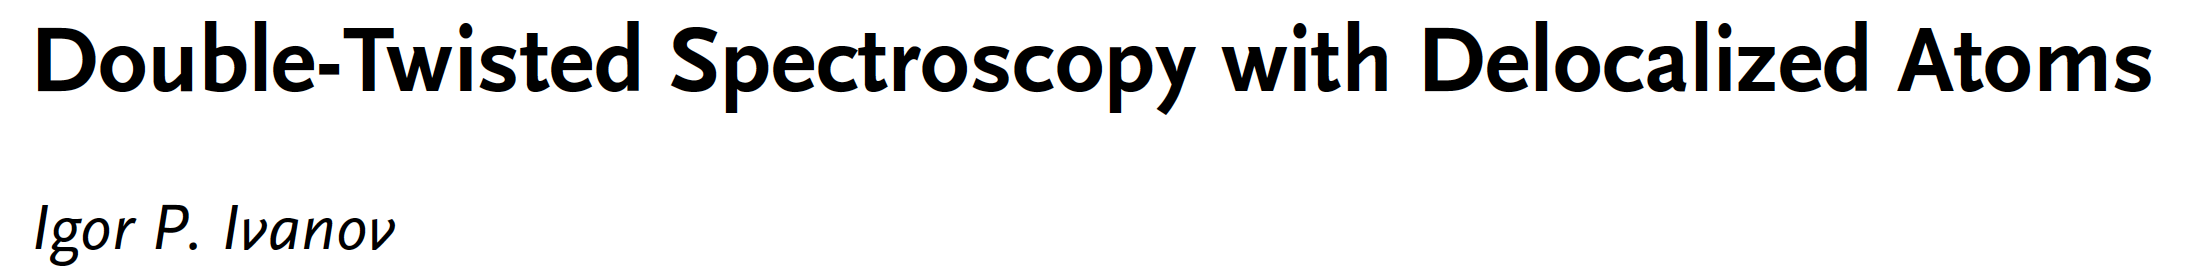 Double-Twisted Spectroscopy with Delocalized Atoms
Igor P. Ivanov